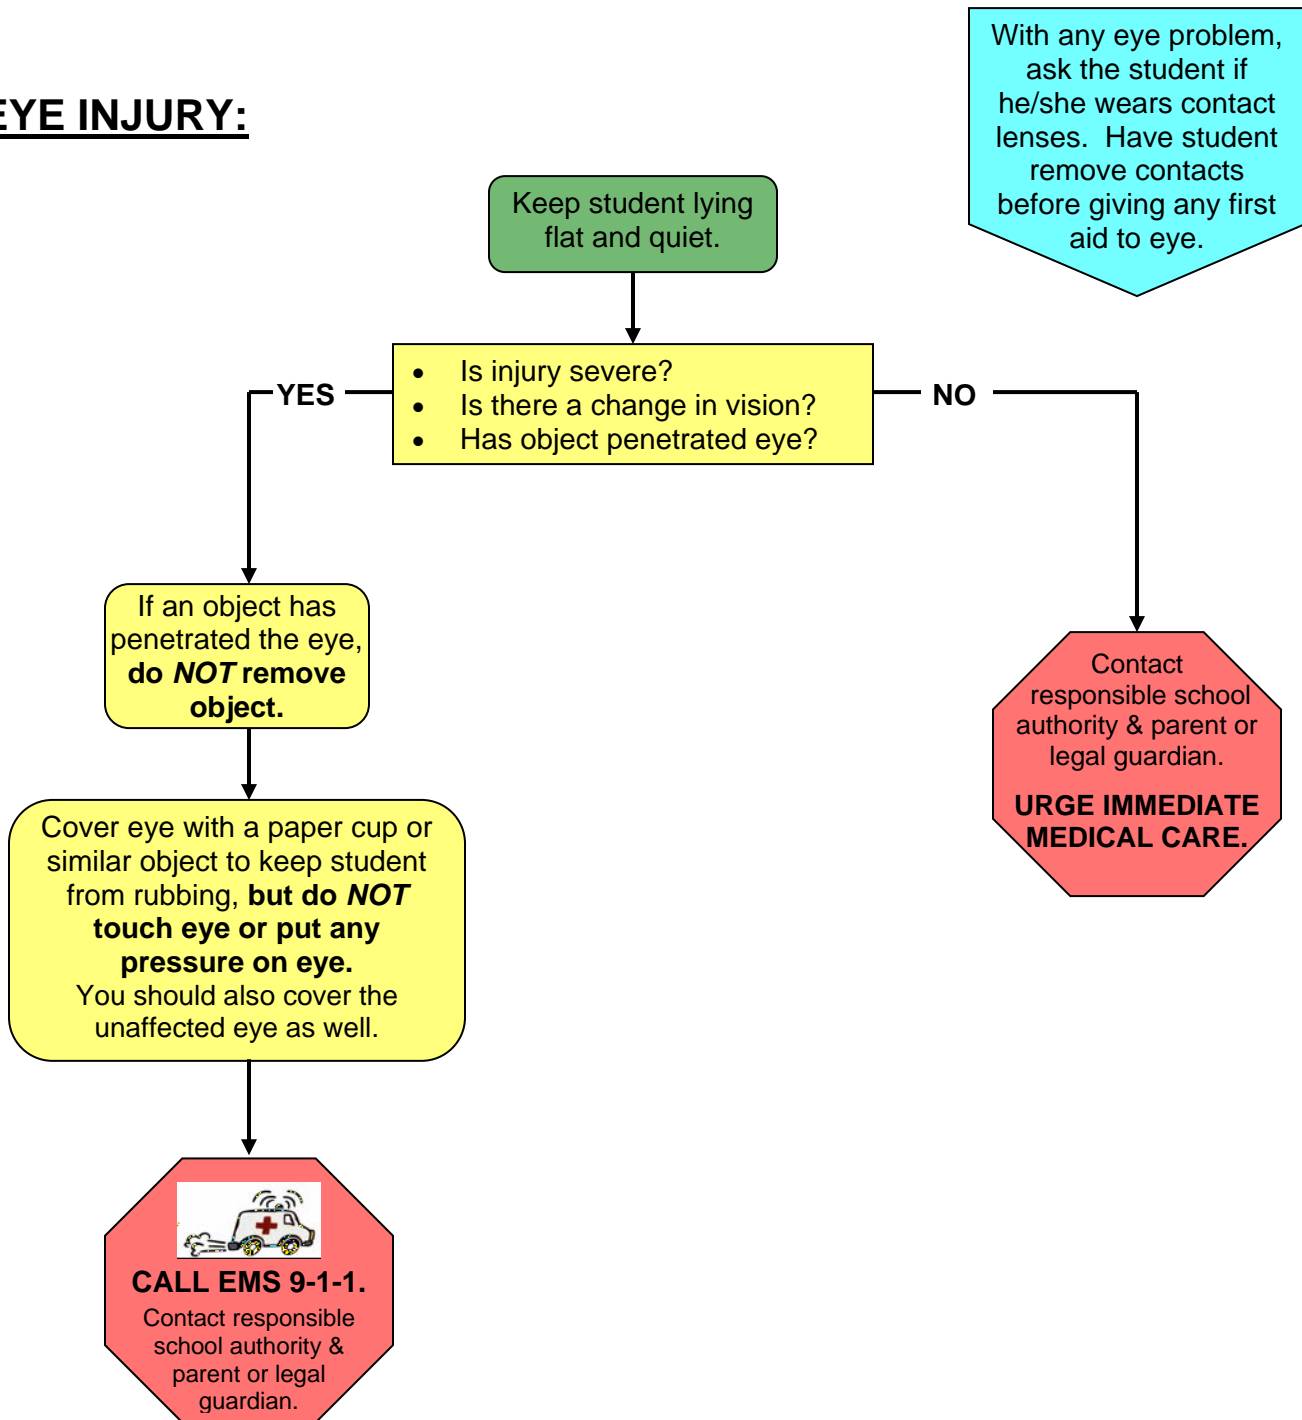 EYE INJURY:
With any eye problem,
ask the student if
he/she wears contact
lenses.  Have student
remove contacts
before giving any first
aid to eye.
Keep student lying
flat and quiet.
• Is injury severe?
• Is there a change in vision?
• Has object penetrated eye?
YES
NO
If an object has
penetrated the eye,
do NOT remove
object.
Cover eye with a paper cup or
similar object to keep student
from rubbing, but do NOT
touch eye or put any
pressure on eye.
You should also cover the
unaffected eye as well.
CALL EMS 9-1-1.
Contact responsible
school authority &
parent or legal
guardian.
Contact
responsible school
authority & parent or
legal guardian.
URGE IMMEDIATE
MEDICAL CARE.